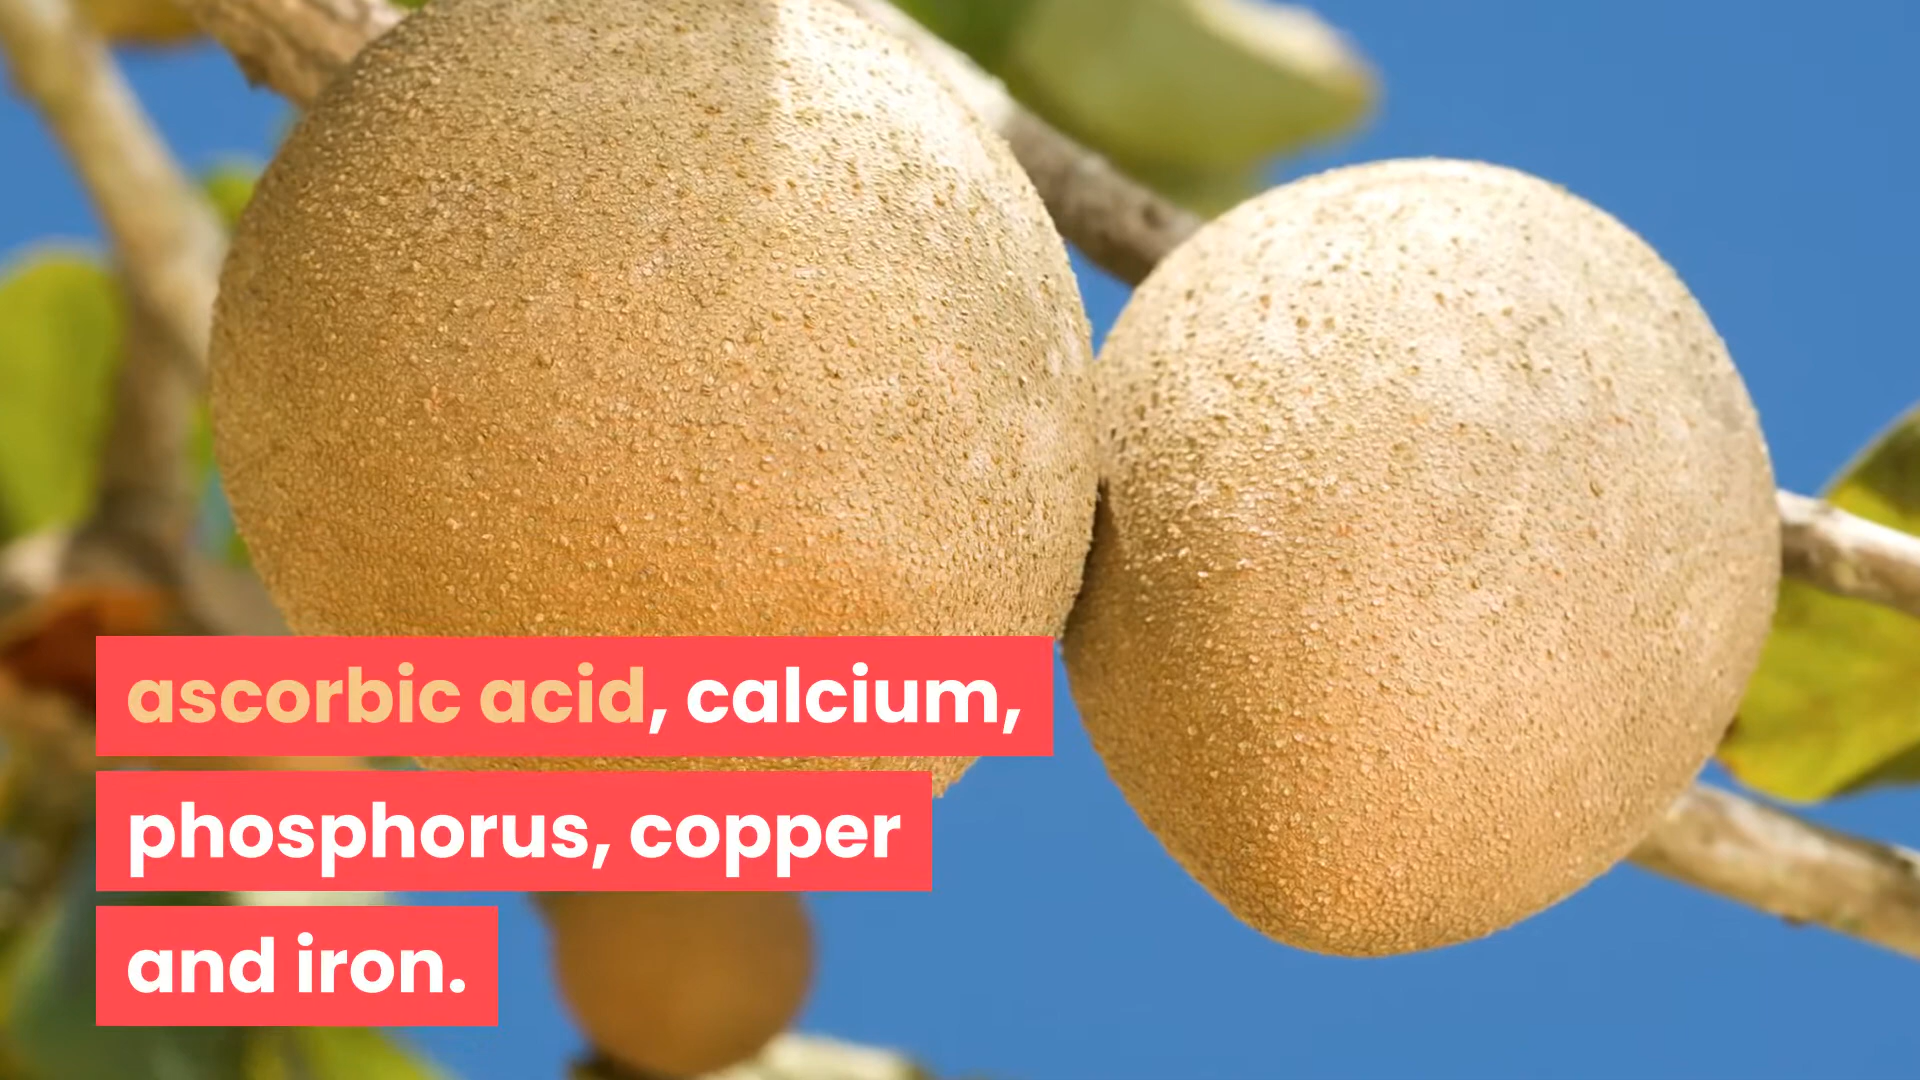 ascorbic acid, calcium,
phosphorus, copper
and iron.